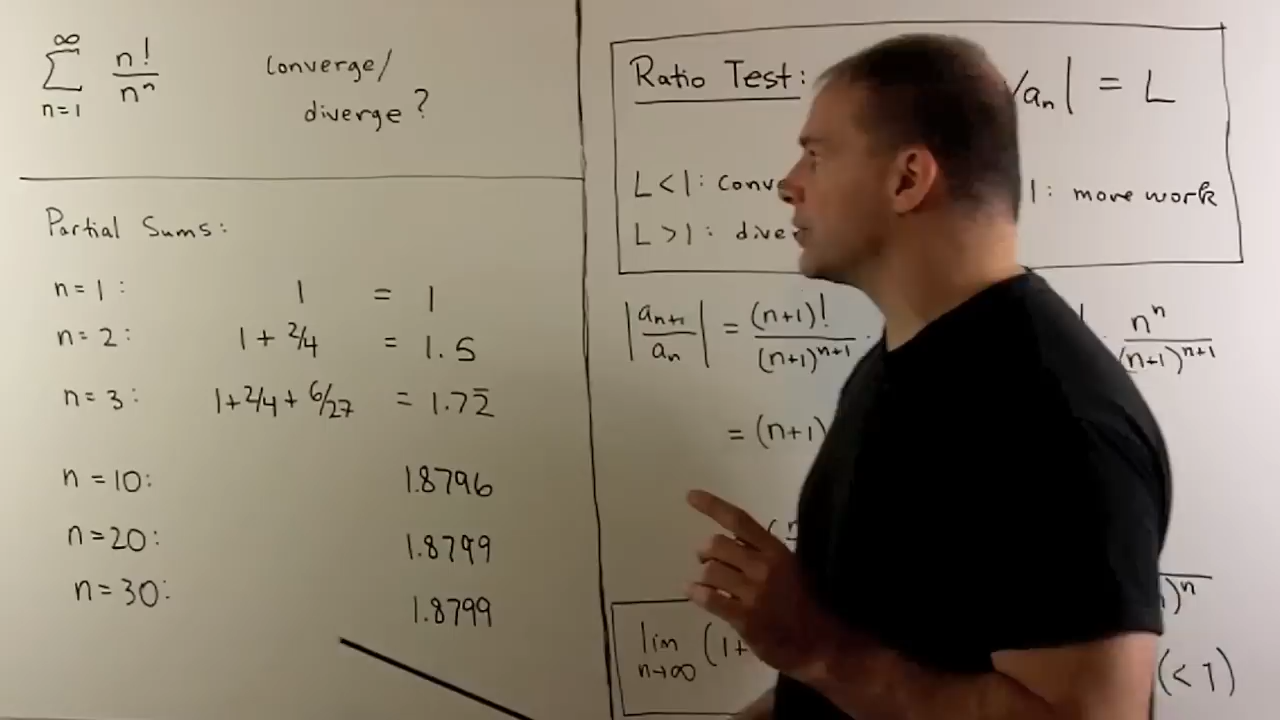 ∞
∑ n!/nⁿ
n=1
Converge/
diverge?
Partial Sums:
n=1: 1 = 1
n=2: 1 + 2/4 = 1.5
n=3: 1+2/4+6/27 = 1.72̄
n=10: 1.8796
n=20: 1.8799
n=30: 1.8799
Ratio Test: /aₙ| = L
L<1: 1: more work
L>1:
|aₙ₊₁/aₙ| = (n+1)!/(n+1)ⁿ⁺¹ · nⁿ/(n+1)ⁿ⁺¹
= (n+1)
)ⁿ
lim (1+
n→∞
(<1)